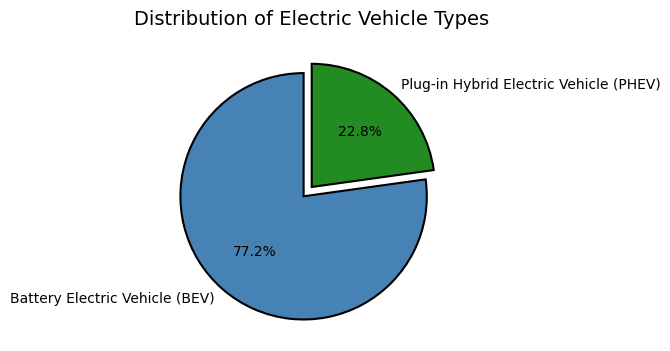 Distribution of Electric Vehicle Types
Plug-in Hybrid Electric Vehicle (PHEV)
22.8%
77.2%
Battery Electric Vehicle (BEV)